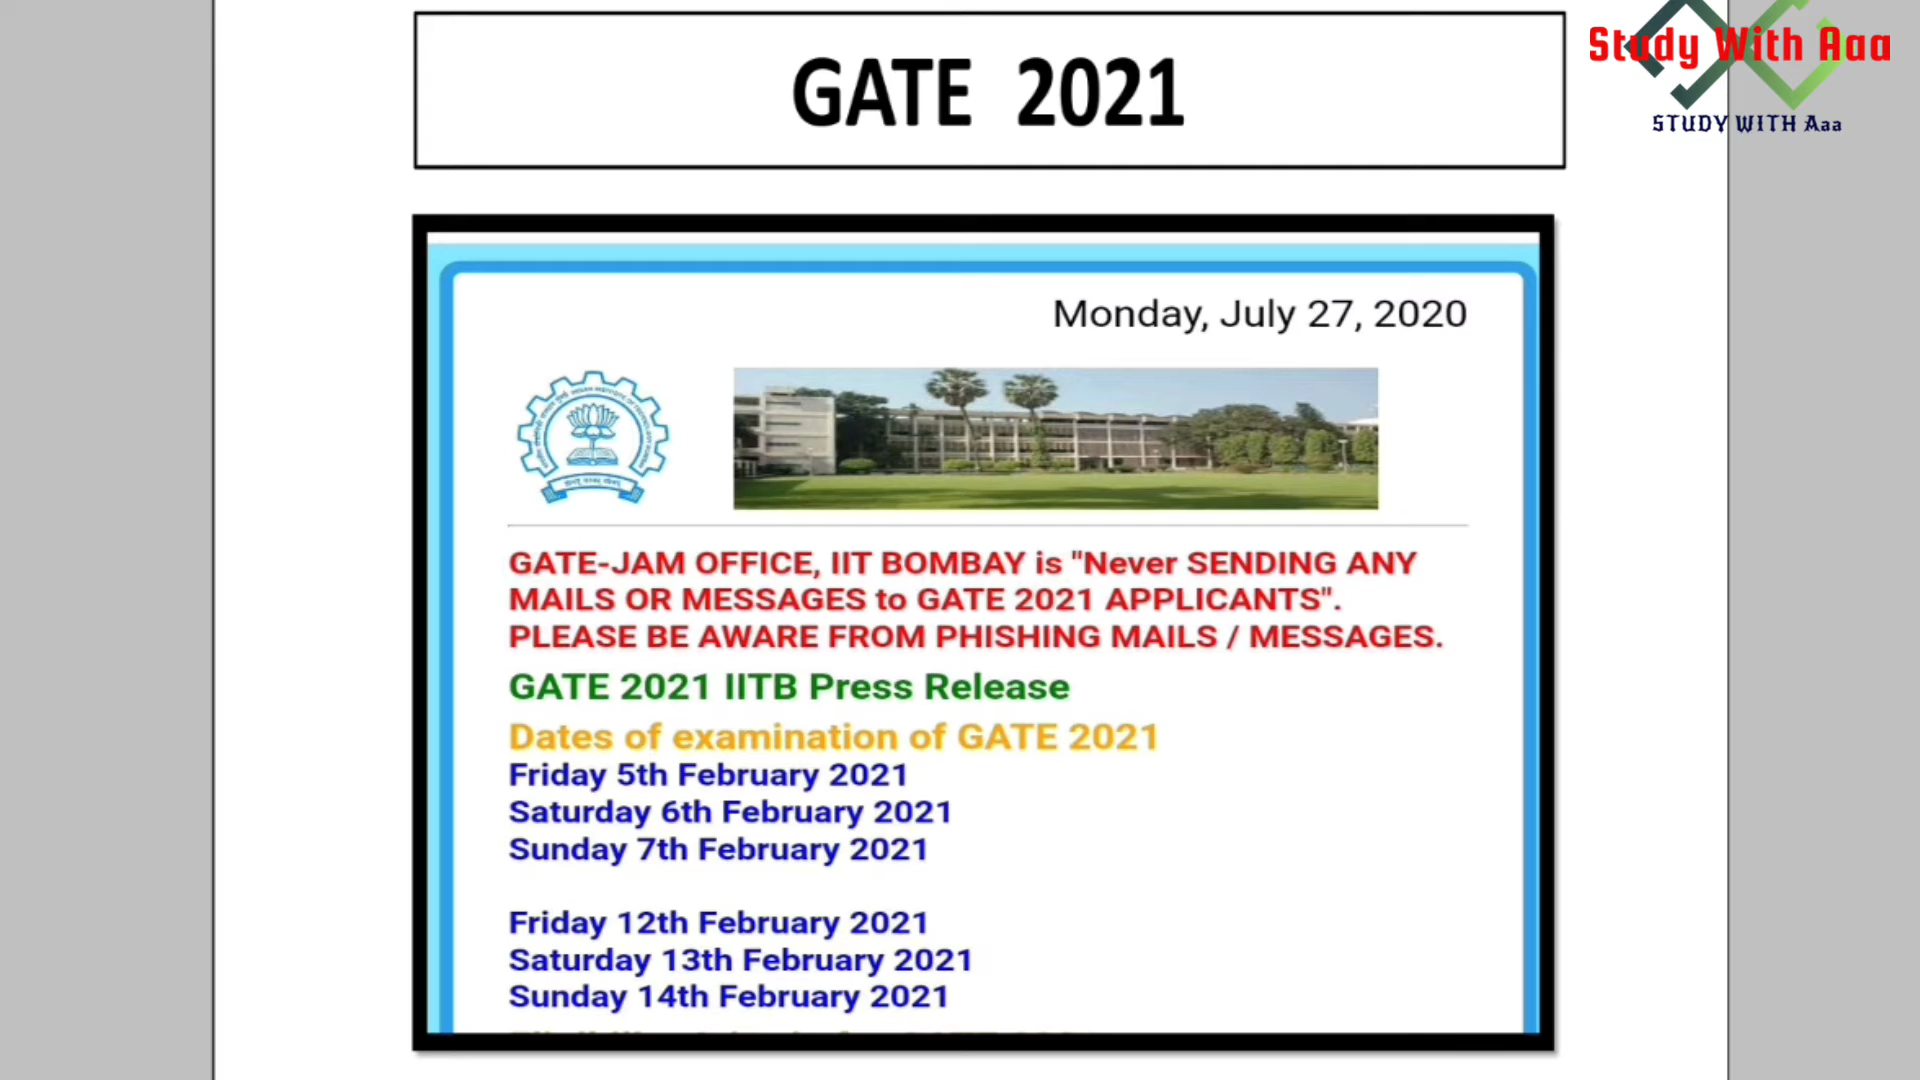 GATE 2021
Study With Aaa
STUDY WITH Aaa
Monday, July 27, 2020
GATE-JAM OFFICE, IIT BOMBAY is "Never SENDING ANY
MAILS OR MESSAGES to GATE 2021 APPLICANTS".
PLEASE BE AWARE FROM PHISHING MAILS / MESSAGES.
GATE 2021 IITB Press Release
Dates of examination of GATE 2021
Friday 5th February 2021
Saturday 6th February 2021
Sunday 7th February 2021
Friday 12th February 2021
Saturday 13th February 2021
Sunday 14th February 2021